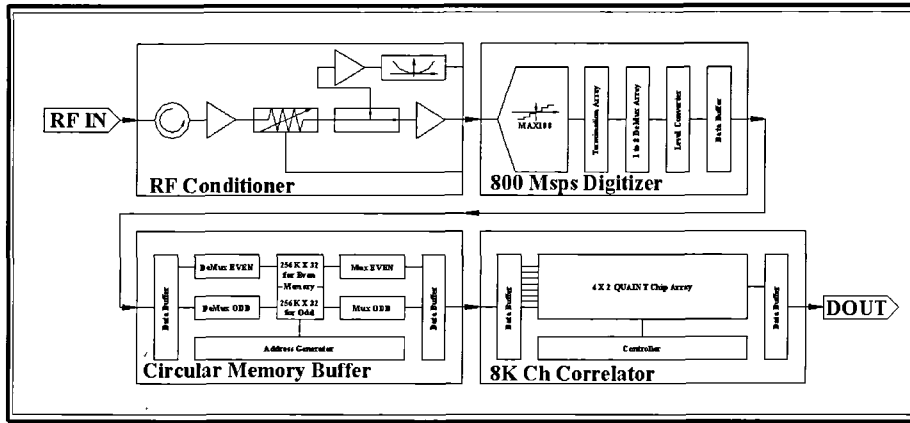 RF IN
MAX108
Termination Array
1 to 8 DeMux Array
Level Converter
Data Buffer
RF Conditioner
800 Msps Digitizer
Data Buffer
DeMux EVEN
256 K X 32
for Even
Memory
256 K X 32
for Odd
Mux EVEN
DeMux ODD
Mux ODD
Data Buffer
Address Generator
Circular Memory Buffer
Data Buffer
4 X 2 QUAINT Chip Array
Controller
Data Buffer
8K Ch Correlator
DOUT